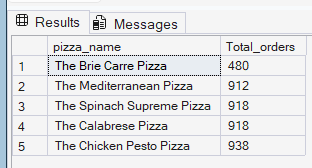 Results Messages
pizza_name Total_orders
1 The Brie Carre Pizza 480
2 The Mediterranean Pizza 912
3 The Spinach Supreme Pizza 918
4 The Calabrese Pizza 918
5 The Chicken Pesto Pizza 938